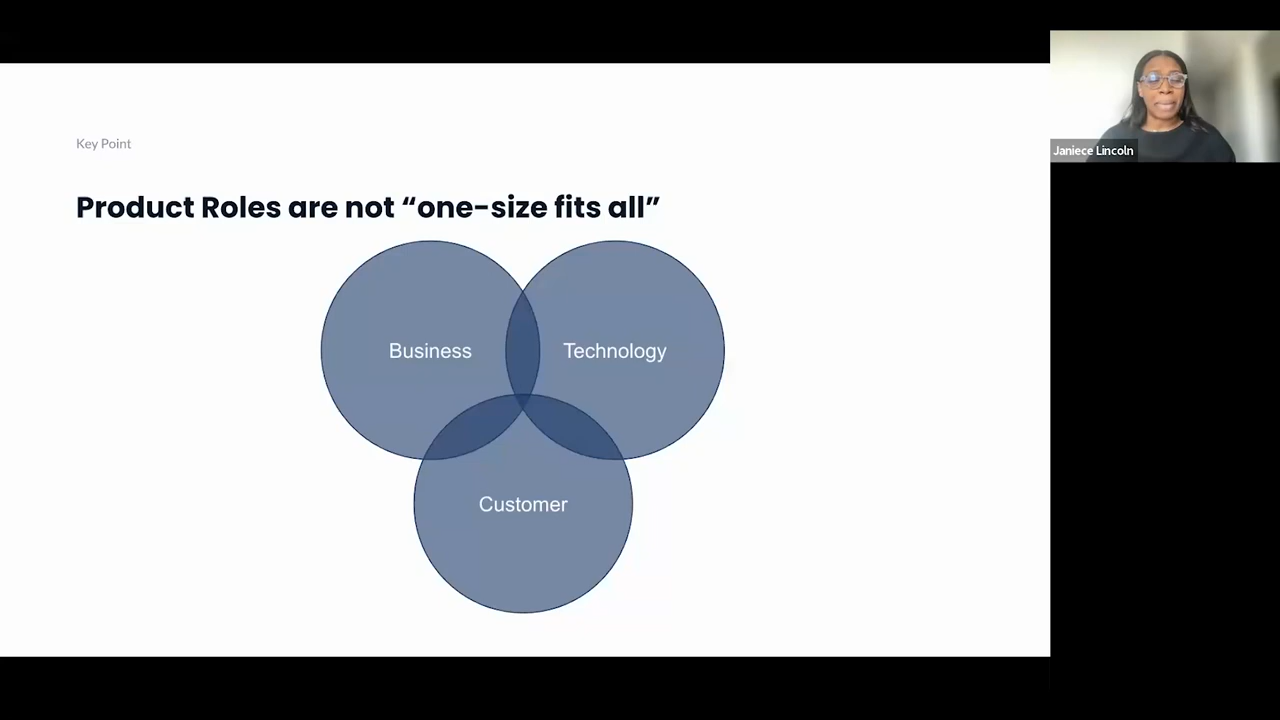 Key Point
Product Roles are not “one-size fits all”
Business
Technology
Customer
Janiece Lincoln